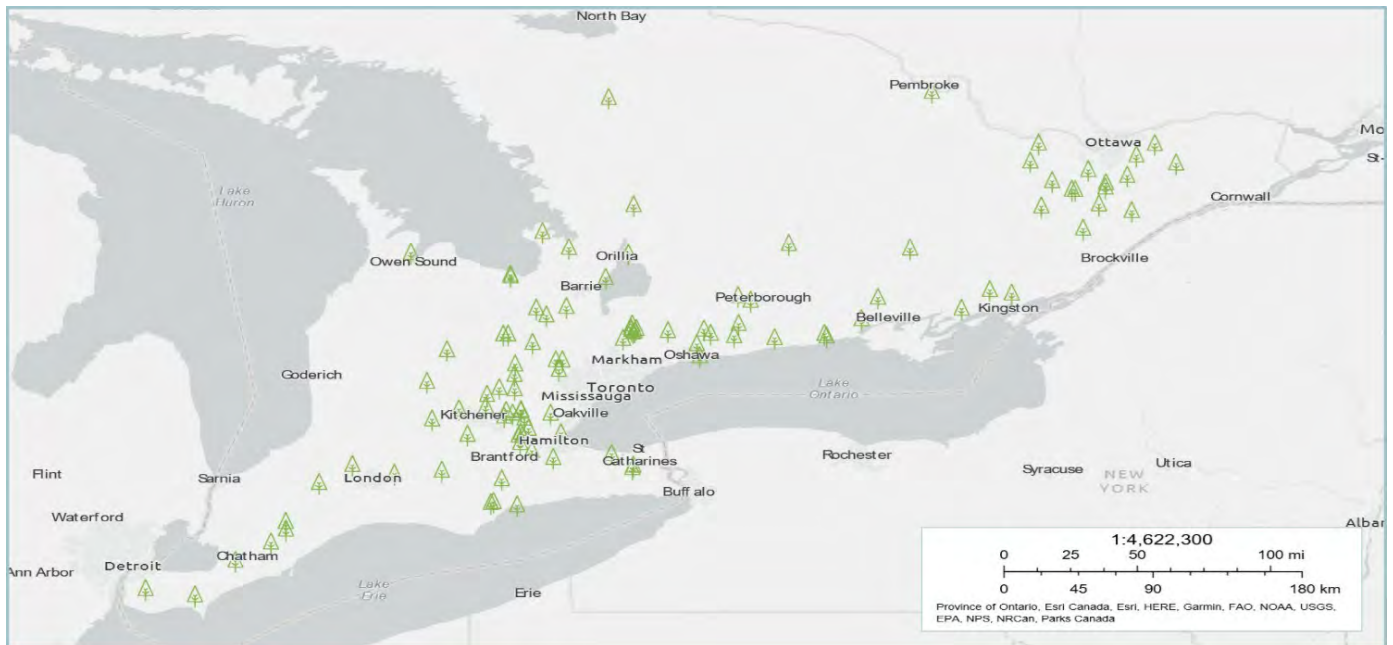 North Bay
Pembroke
Ottawa
Mo
St-
Cornwall
Lake
Huron
Owen Sound
Orillia
Barrie
Brockville
Peterborough
Belleville
Kingston
Markham
Oshawa
Goderich
Toronto
Mississauga
Lake
Ontario
Kitchener
Oakville
Hamilton
St
Catharines
Brantford
Rochester
Syracuse
Utica
NEW
YORK
Flint
Sarnia
London
Buff alo
Waterford
Albar
Ann Arbor
Detroit
Chatham
Lake
Erie
Erie
1:4,622,300
0 25 50 100 mi
0 45 90 180 km
Province of Ontario, Esri Canada, Esri, HERE, Garmin, FAO, NOAA, USGS,
EPA, NPS, NRCan, Parks Canada